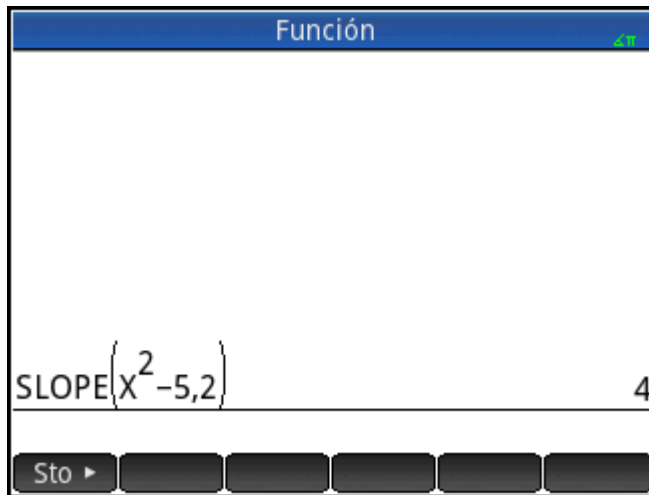 Función
∡π
SLOPE(X²−5,2)
4
Sto ►